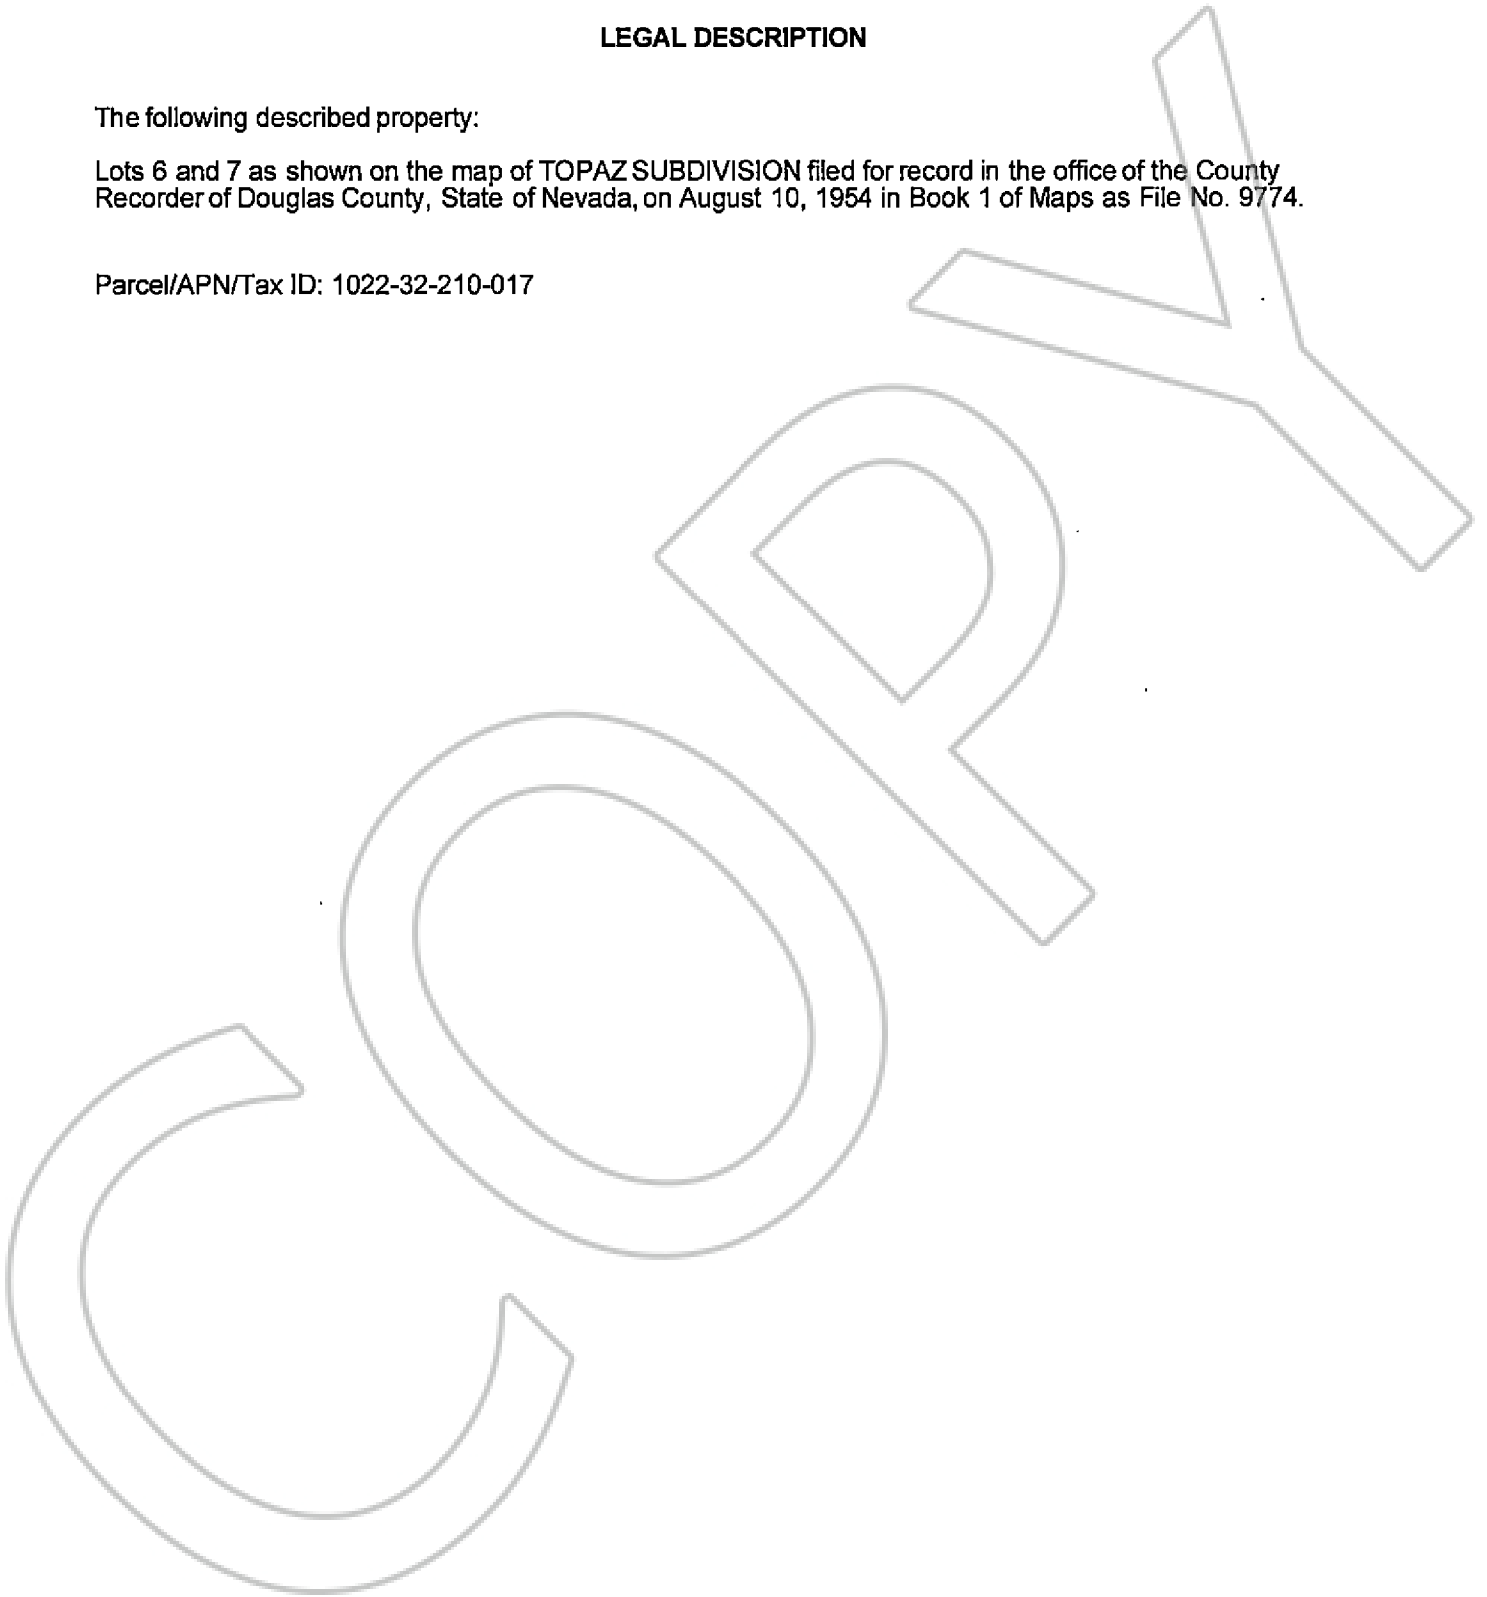 LEGAL DESCRIPTION
The following described property:
Lots 6 and 7 as shown on the map of TOPAZ SUBDIVISION filed for record in the office of the County
Recorder of Douglas County, State of Nevada, on August 10, 1954 in Book 1 of Maps as File No. 9774.
Parcel/APN/Tax ID: 1022-32-210-017
COPY